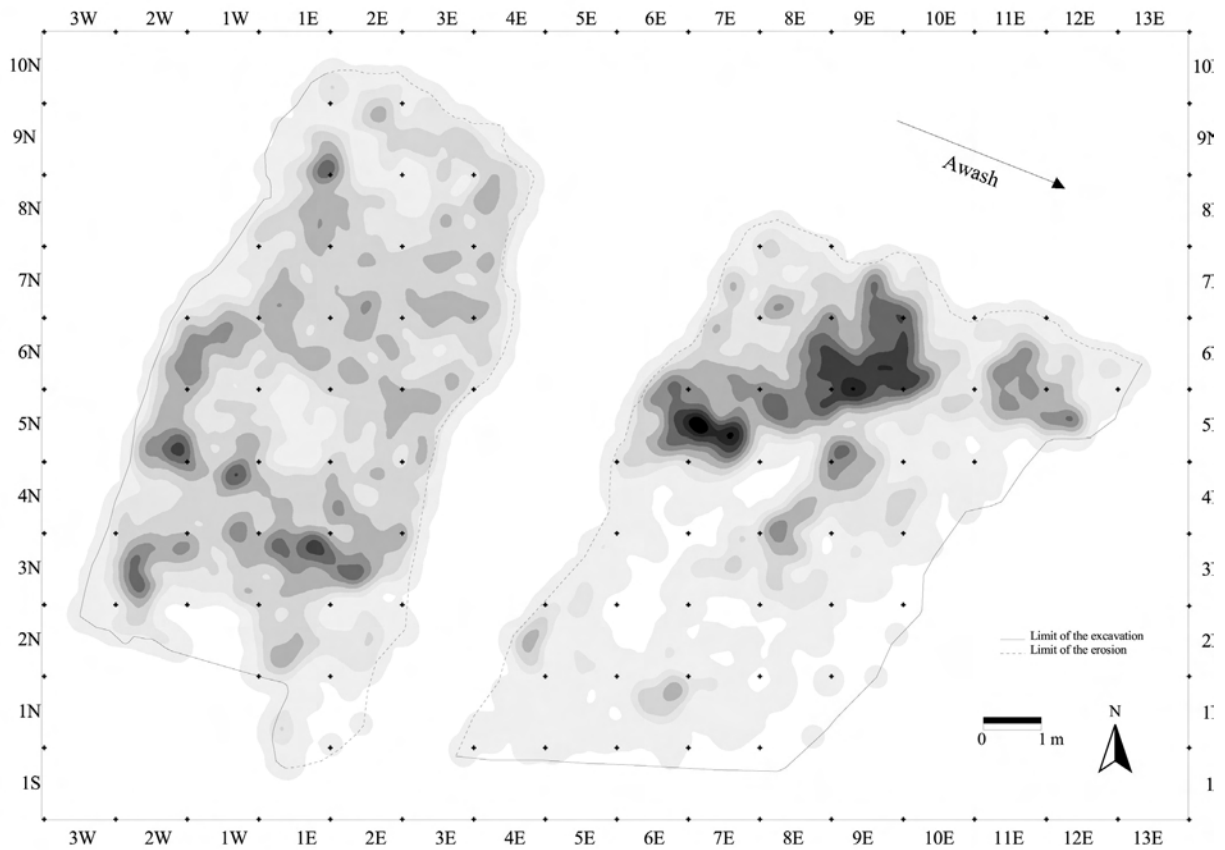 3W 2W 1W 1E 2E 3E 4E 5E 6E 7E 8E 9E 10E 11E 12E 13E
10N
9N
8N
7N
6N
5N
4N
3N
2N
1N
1S
Awash
Limit of the excavation
Limit of the erosion
0 1 m
N
3W 2W 1W 1E 2E 3E 4E 5E 6E 7E 8E 9E 10E 11E 12E 13E